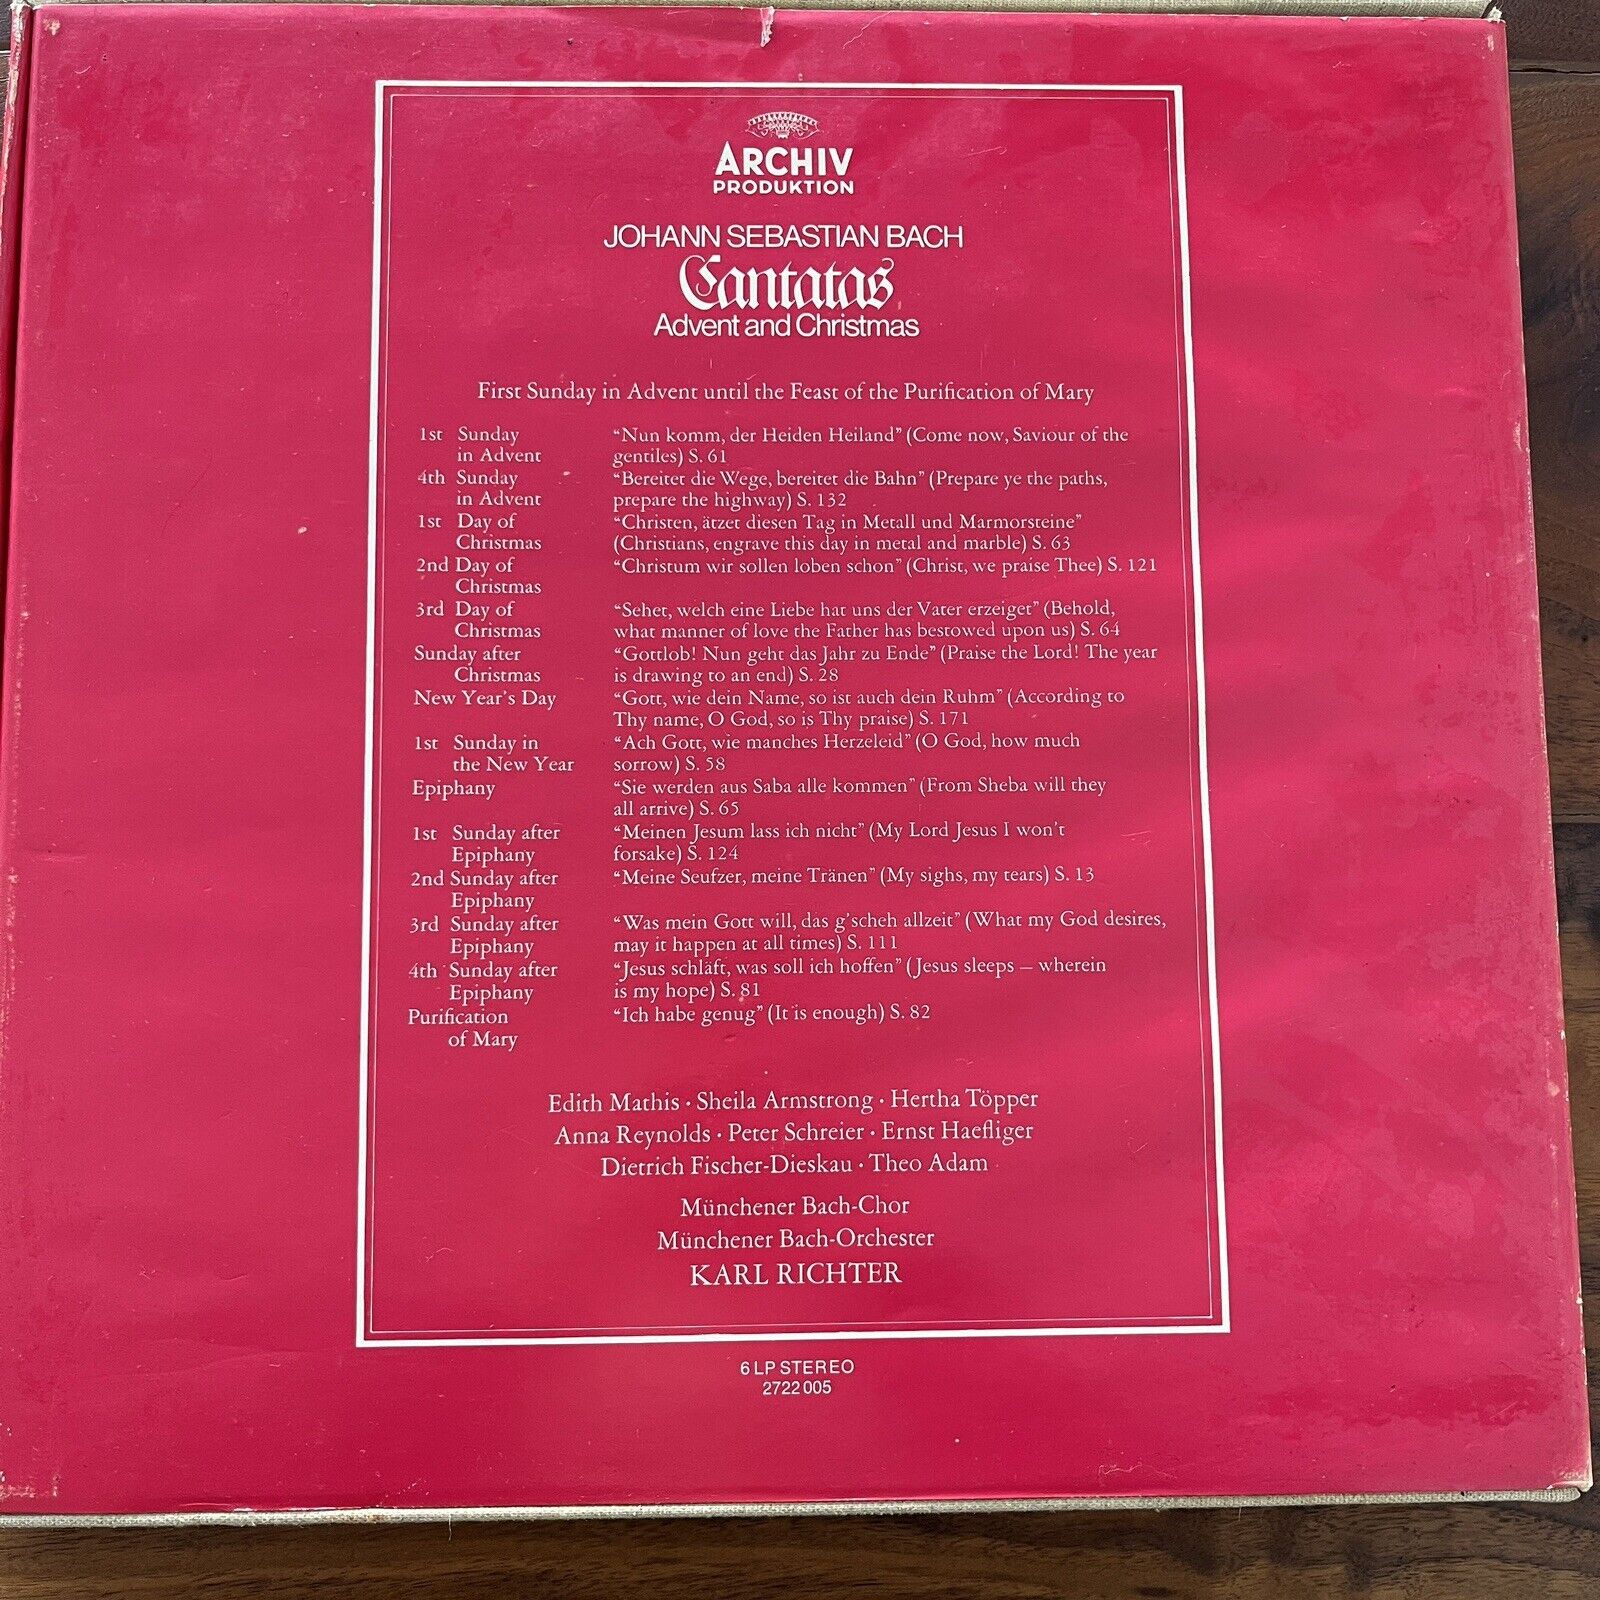 ARCHIV
PRODUKTION
JOHANN SEBASTIAN BACH
Cantatas
Advent and Christmas
First Sunday in Advent until the Feast of the Purification of Mary
1st Sunday "Nun komm, der Heiden Heiland" (Come now, Saviour of the
in Advent gentiles) S. 61
4th Sunday "Bereitet die Wege, bereitet die Bahn" (Prepare ye the paths,
in Advent prepare the highway) S. 132
1st Day of "Christen, ätzet diesen Tag in Metall und Marmorsteine"
Christmas (Christians, engrave this day in metal and marble) S. 63
2nd Day of "Christum wir sollen loben schon" (Christ, we praise Thee) S. 121
Christmas
3rd Day of "Sehet, welch eine Liebe hat uns der Vater erzeiget" (Behold,
Christmas what manner of love the Father has bestowed upon us) S. 64
Sunday after "Gottlob! Nun geht das Jahr zu Ende" (Praise the Lord! The year
Christmas is drawing to an end) S. 28
New Year's Day "Gott, wie dein Name, so ist auch dein Ruhm" (According to
Thy name, O God, so is Thy praise) S. 171
1st Sunday in "Ach Gott, wie manches Herzeleid" (O God, how much
the New Year sorrow) S. 58
Epiphany "Sie werden aus Saba alle kommen" (From Sheba will they
all arrive) S. 65
1st Sunday after "Meinen Jesum lass ich nicht" (My Lord Jesus I won't
Epiphany forsake) S. 124
2nd Sunday after "Meine Seufzer, meine Tränen" (My sighs, my tears) S. 13
Epiphany
3rd Sunday after "Was mein Gott will, das g'scheh allzeit" (What my God desires,
Epiphany may it happen at all times) S. 111
4th Sunday after "Jesus schläft, was soll ich hoffen" (Jesus sleeps – wherein
Epiphany is my hope) S. 81
Purification "Ich habe genug" (It is enough) S. 82
of Mary
Edith Mathis · Sheila Armstrong · Hertha Töpper
Anna Reynolds · Peter Schreier · Ernst Haefliger
Dietrich Fischer-Dieskau · Theo Adam
Münchener Bach-Chor
Münchener Bach-Orchester
KARL RICHTER
6 LP STEREO
2722 005